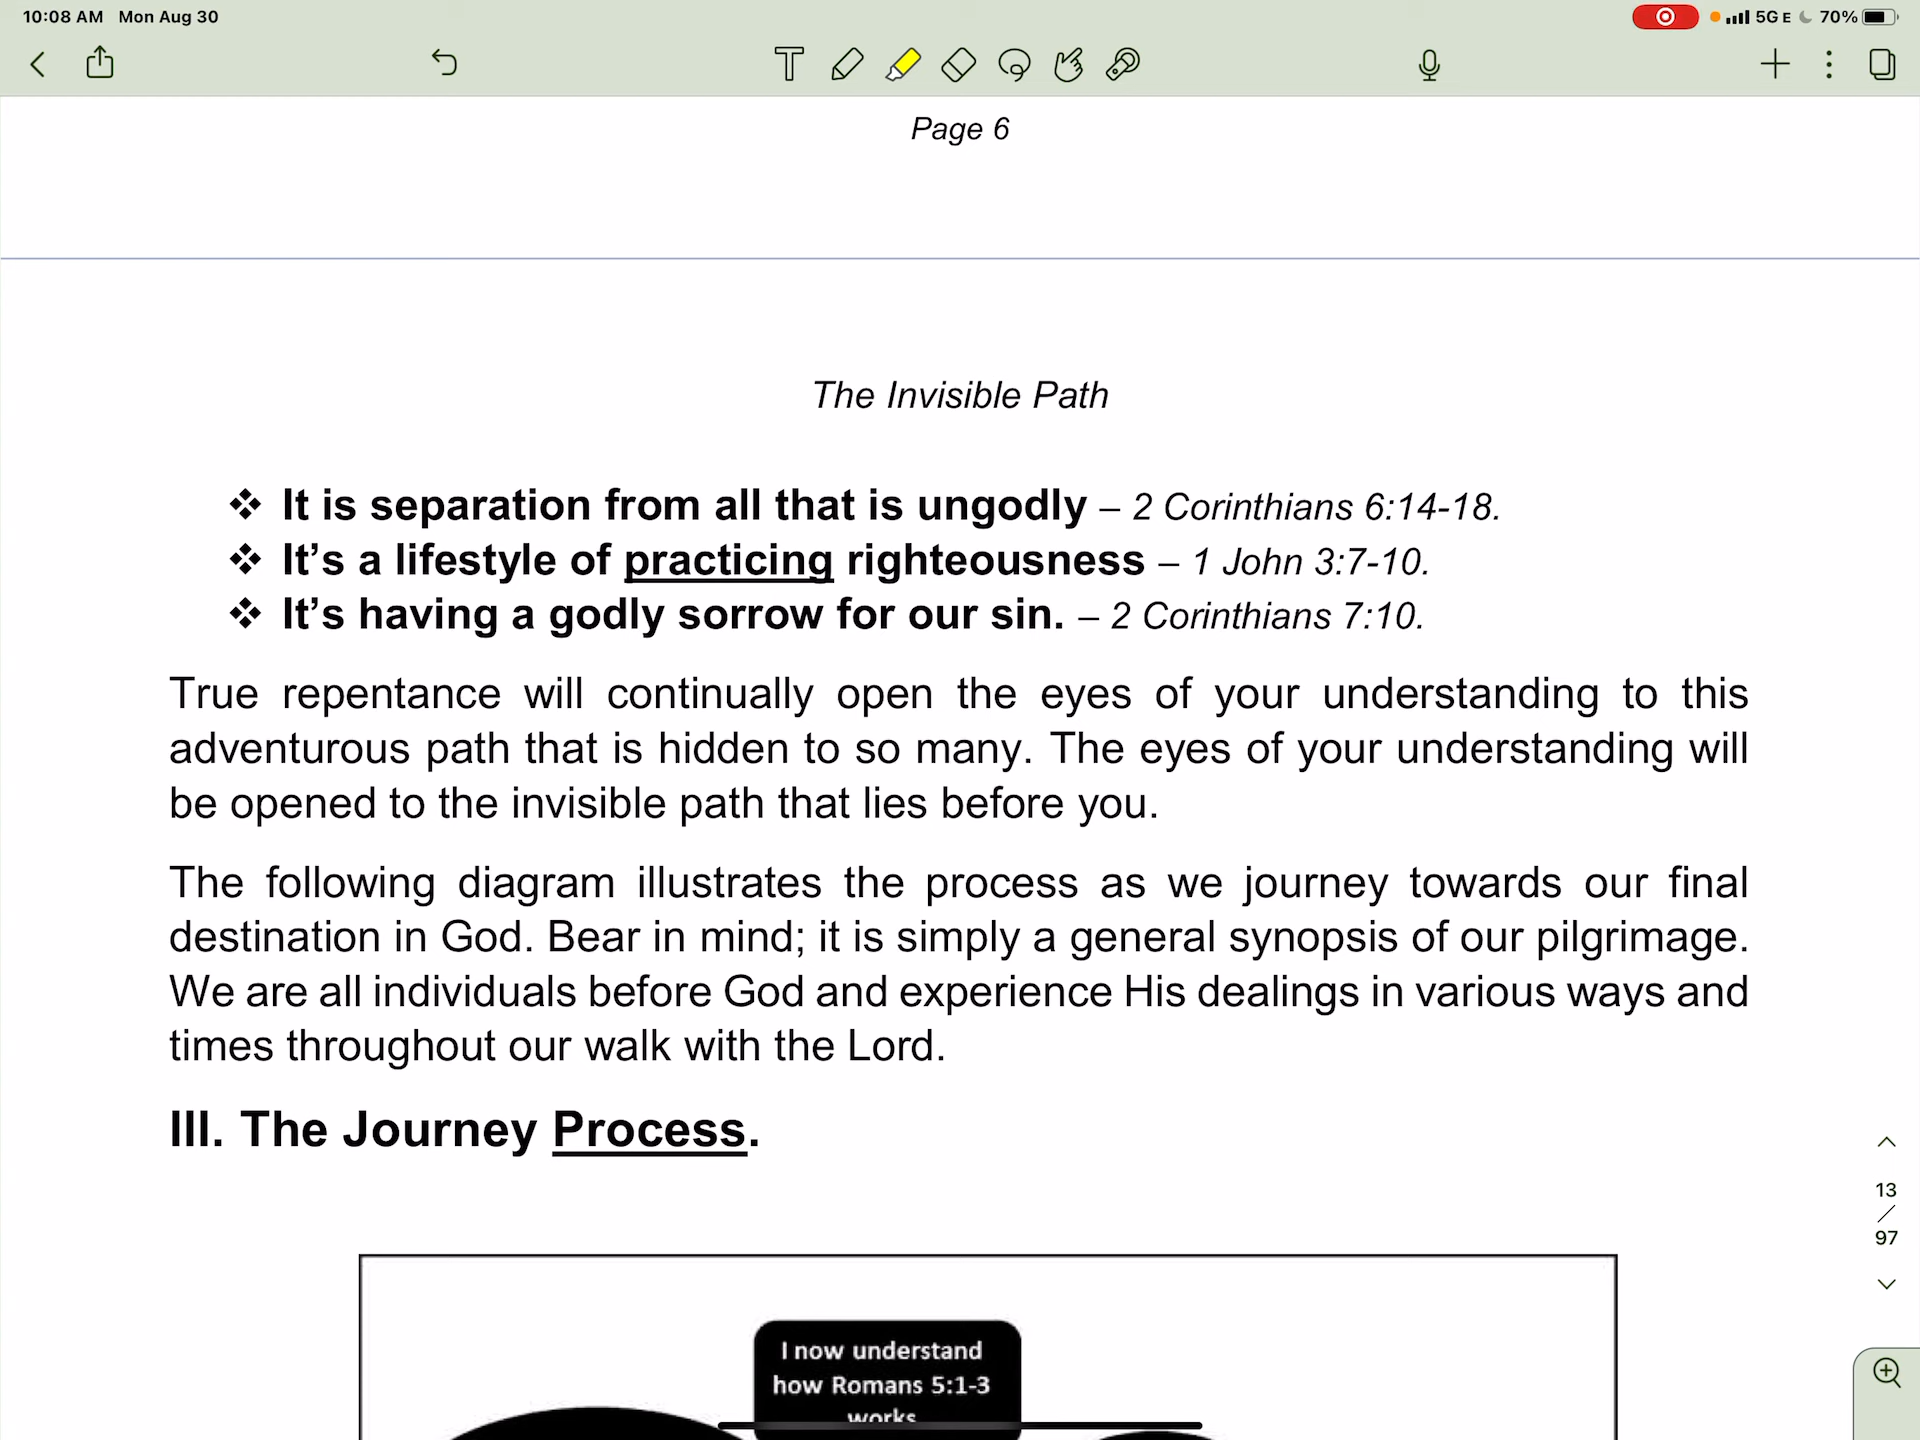 10:08 AM Mon Aug 30
5G E 70%
Page 6
The Invisible Path
❖ It is separation from all that is ungodly – 2 Corinthians 6:14-18.
❖ It’s a lifestyle of practicing righteousness – 1 John 3:7-10.
❖ It’s having a godly sorrow for our sin. – 2 Corinthians 7:10.
True repentance will continually open the eyes of your understanding to this
adventurous path that is hidden to so many. The eyes of your understanding will
be opened to the invisible path that lies before you.
The following diagram illustrates the process as we journey towards our final
destination in God. Bear in mind; it is simply a general synopsis of our pilgrimage.
We are all individuals before God and experience His dealings in various ways and
times throughout our walk with the Lord.
III. The Journey Process.
13
/
97
I now understand
how Romans 5:1-3
works